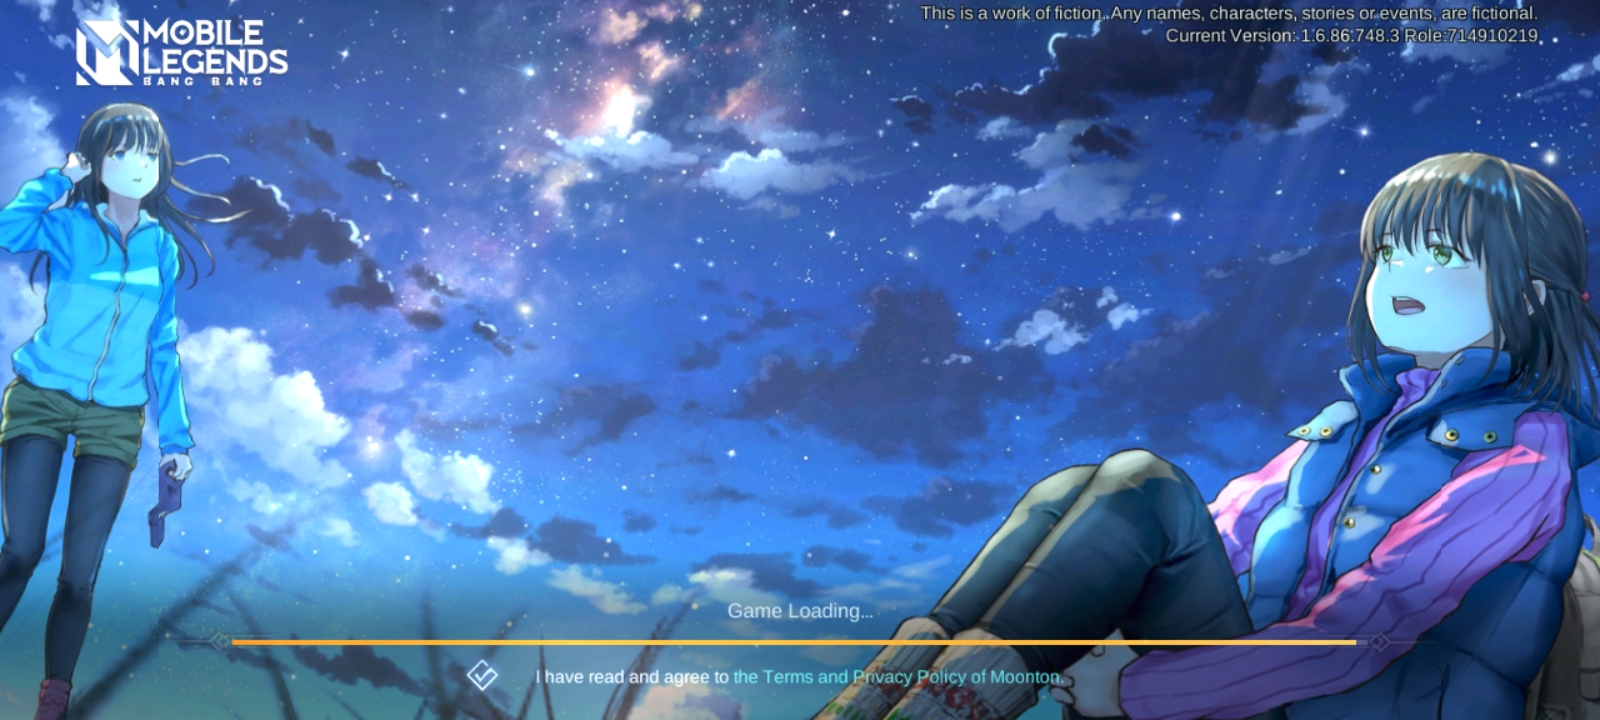 MOBILE
LEGENDS
BANG BANG
This is a work of fiction. Any names, characters, stories or events, are fictional.
Current Version: 1.6.86.748.3 Role:714910219
Game Loading...
I have read and agree to the Terms and Privacy Policy of Moonton.